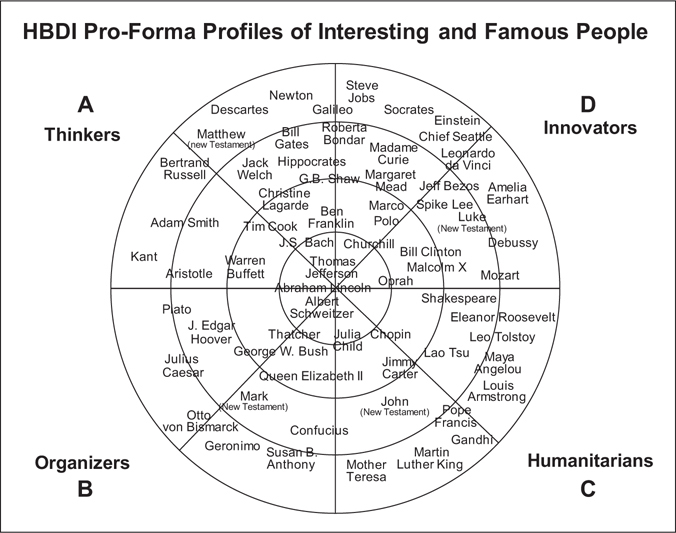 HBDI Pro-Forma Profiles of Interesting and Famous People
A
Thinkers
D
Innovators
Steve
Jobs
Newton
Descartes
Galileo
Socrates
Einstein
Matthew
(new Testament)
Bill
Gates
Roberta
Bondar
Chief Seattle
Madame
Curie
Leonardo
da Vinci
Bertrand
Russell
Jack
Welch
Hippocrates
G.B. Shaw
Margaret
Mead
Jeff Bezos
Amelia
Earhart
Christine
Lagarde
Ben
Franklin
Marco
Polo
Spike Lee
Luke
(New Testament)
Adam Smith
Tim Cook
J.S. Bach
Churchill
Debussy
Kant
Aristotle
Warren
Buffett
Thomas
Jefferson
Bill Clinton
Malcolm X
Oprah
Mozart
Abraham Lincoln
Albert
Schweitzer
Shakespeare
Plato
Eleanor Roosevelt
J. Edgar
Hoover
Thatcher
Julia
Child
Chopin
Leo Tolstoy
George W. Bush
Lao Tsu
Julius
Caesar
Jimmy
Carter
Maya
Angelou
Queen Elizabeth II
Louis
Armstrong
Mark
(New Testament)
John
(New Testament)
Otto
von Bismarck
Pope
Francis
Confucius
Geronimo
Gandhi
Susan B.
Anthony
Mother
Teresa
Martin
Luther King
Organizers
B
Humanitarians
C